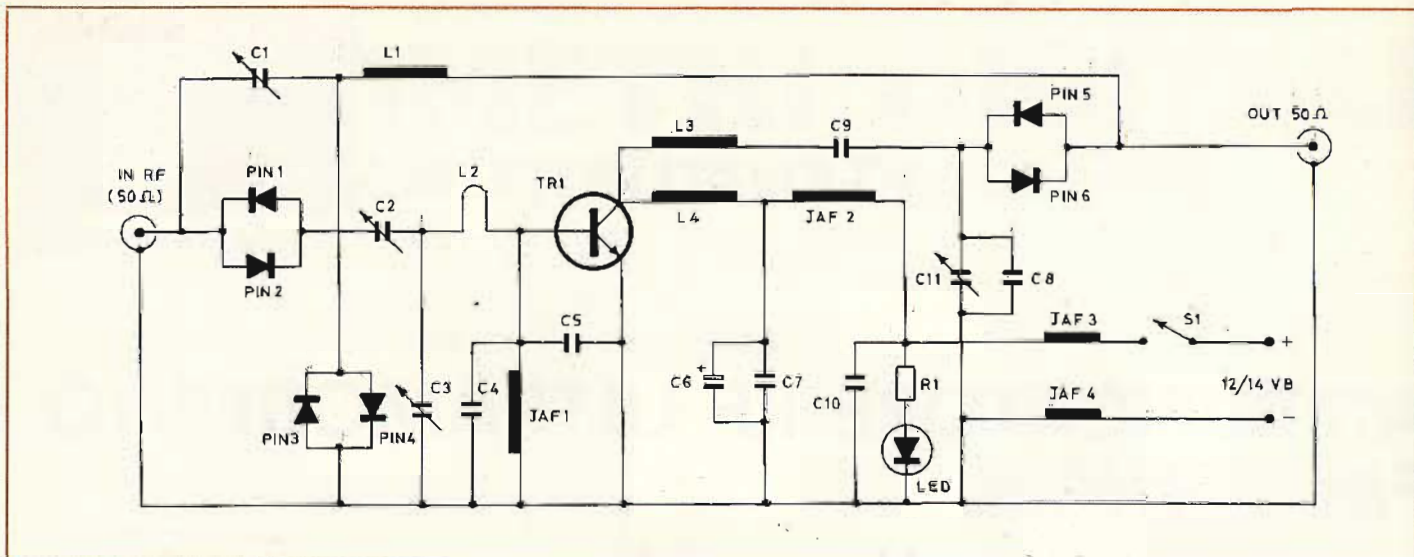 C1
L1
PIN 5
OUT 50Ω
L3
C9
IN RF
(50Ω)
PIN 1
L2
TR1
PIN 6
C2
L4
JAF 2
PIN 2
C11
C8
C5
JAF 3
S1
+
C3
C4
+
C6
C7
R1
12/14 VB
C10
JAF1
JAF 4
−
PIN3
PIN4
LED